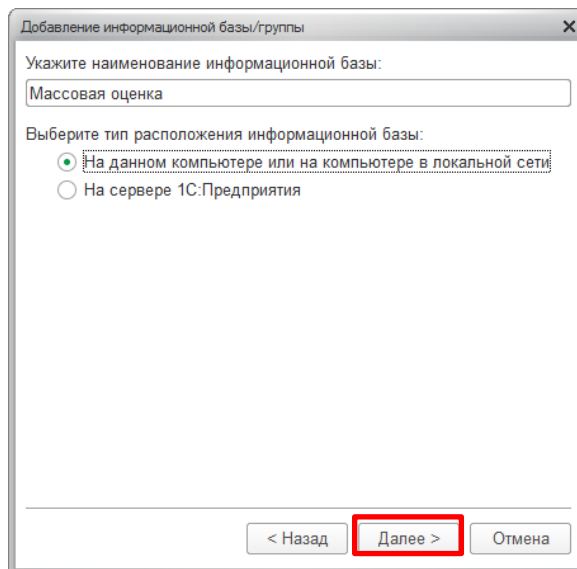 Добавление информационной базы/группы
Укажите наименование информационной базы:
Массовая оценка
Выберите тип расположения информационной базы:
На данном компьютере или на компьютере в локальной сети
На сервере 1С:Предприятия
< Назад Далее > Отмена